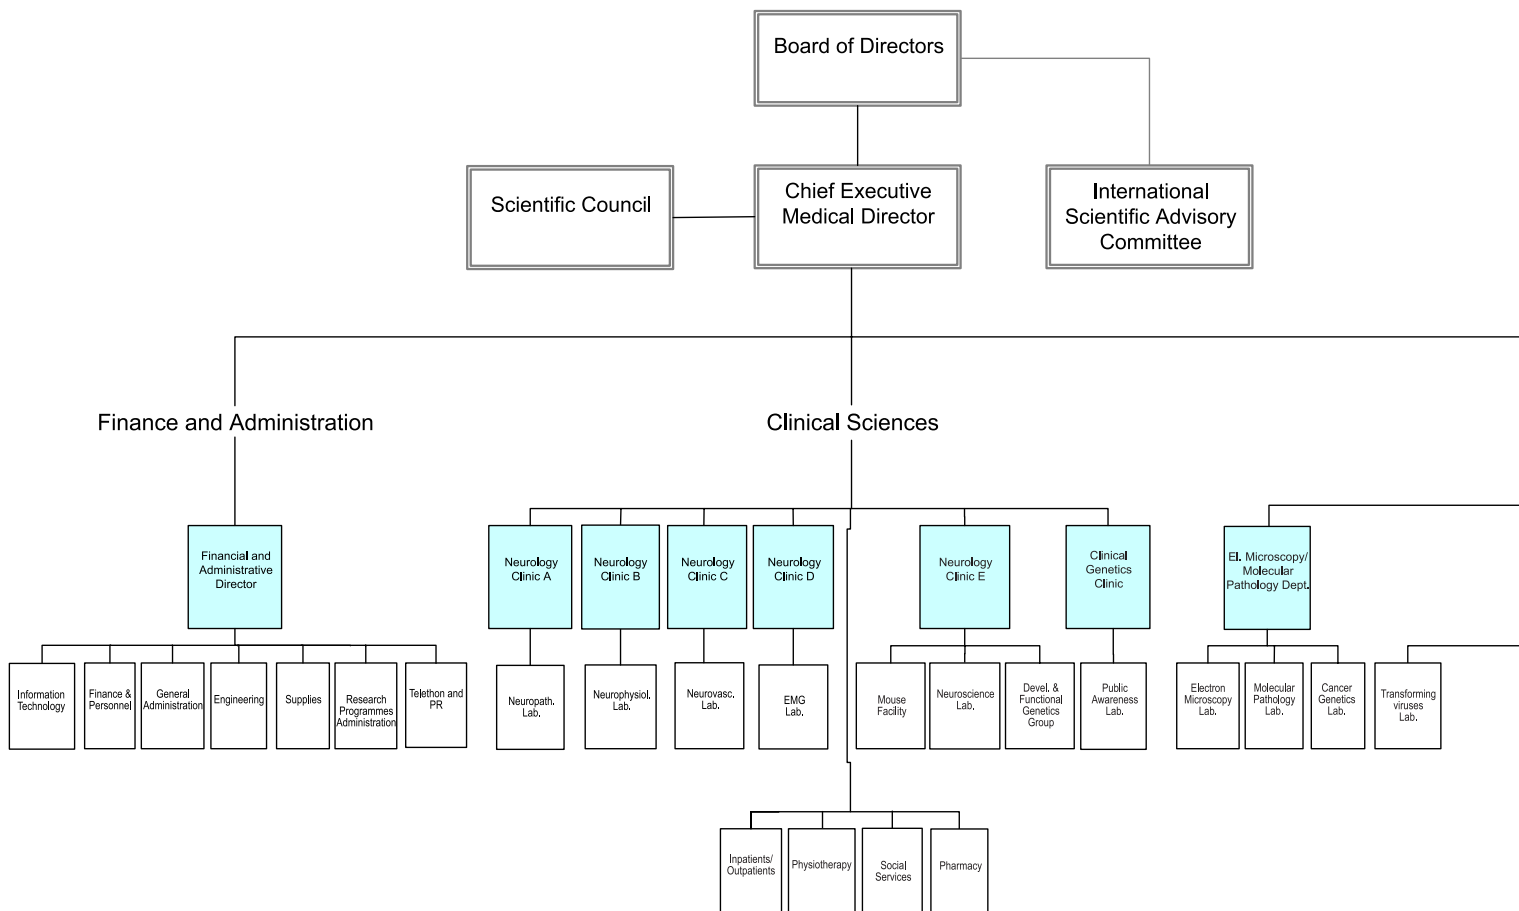 Board of Directors
Scientific Council
Chief Executive
Medical Director
International
Scientific Advisory
Committee
Finance and Administration
Clinical Sciences
Financial and
Administrative
Director
Neurology
Clinic A
Neurology
Clinic B
Neurology
Clinic C
Neurology
Clinic D
Neurology
Clinic E
Clinical
Genetics
Clinic
El. Microscopy/
Molecular
Pathology Dept.
Information
Technology
Finance &
Personnel
General
Administration
Engineering
Supplies
Research
Programmes
Administration
Telethon and
PR
Neuropath.
Lab.
Neurophysiol.
Lab.
Neurovasc.
Lab.
EMG
Lab.
Mouse
Facility
Neuroscience
Lab.
Devel. &
Functional
Genetics
Group
Public
Awareness
Lab.
Electron
Microscopy
Lab.
Molecular
Pathology
Lab.
Cancer
Genetics
Lab.
Transforming
viruses
Lab.
Inpatients/
Outpatients
Physiotherapy
Social
Services
Pharmacy